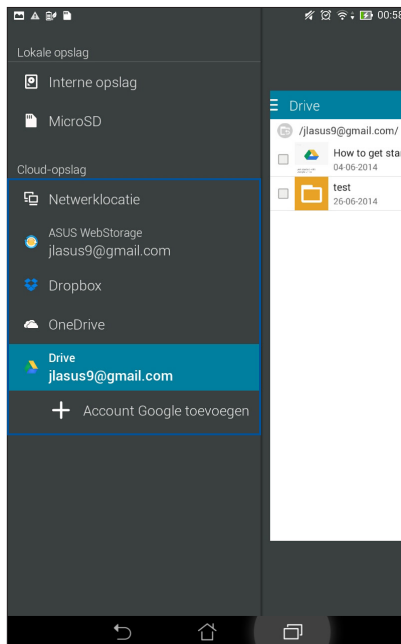 00:58
Lokale opslag
Interne opslag
MicroSD
Cloud-opslag
Netwerklocatie
ASUS WebStorage
jlasus9@gmail.com
Dropbox
OneDrive
Drive
jlasus9@gmail.com
Account Google toevoegen
Drive
/jlasus9@gmail.com/
How to get star
04-06-2014
test
26-06-2014